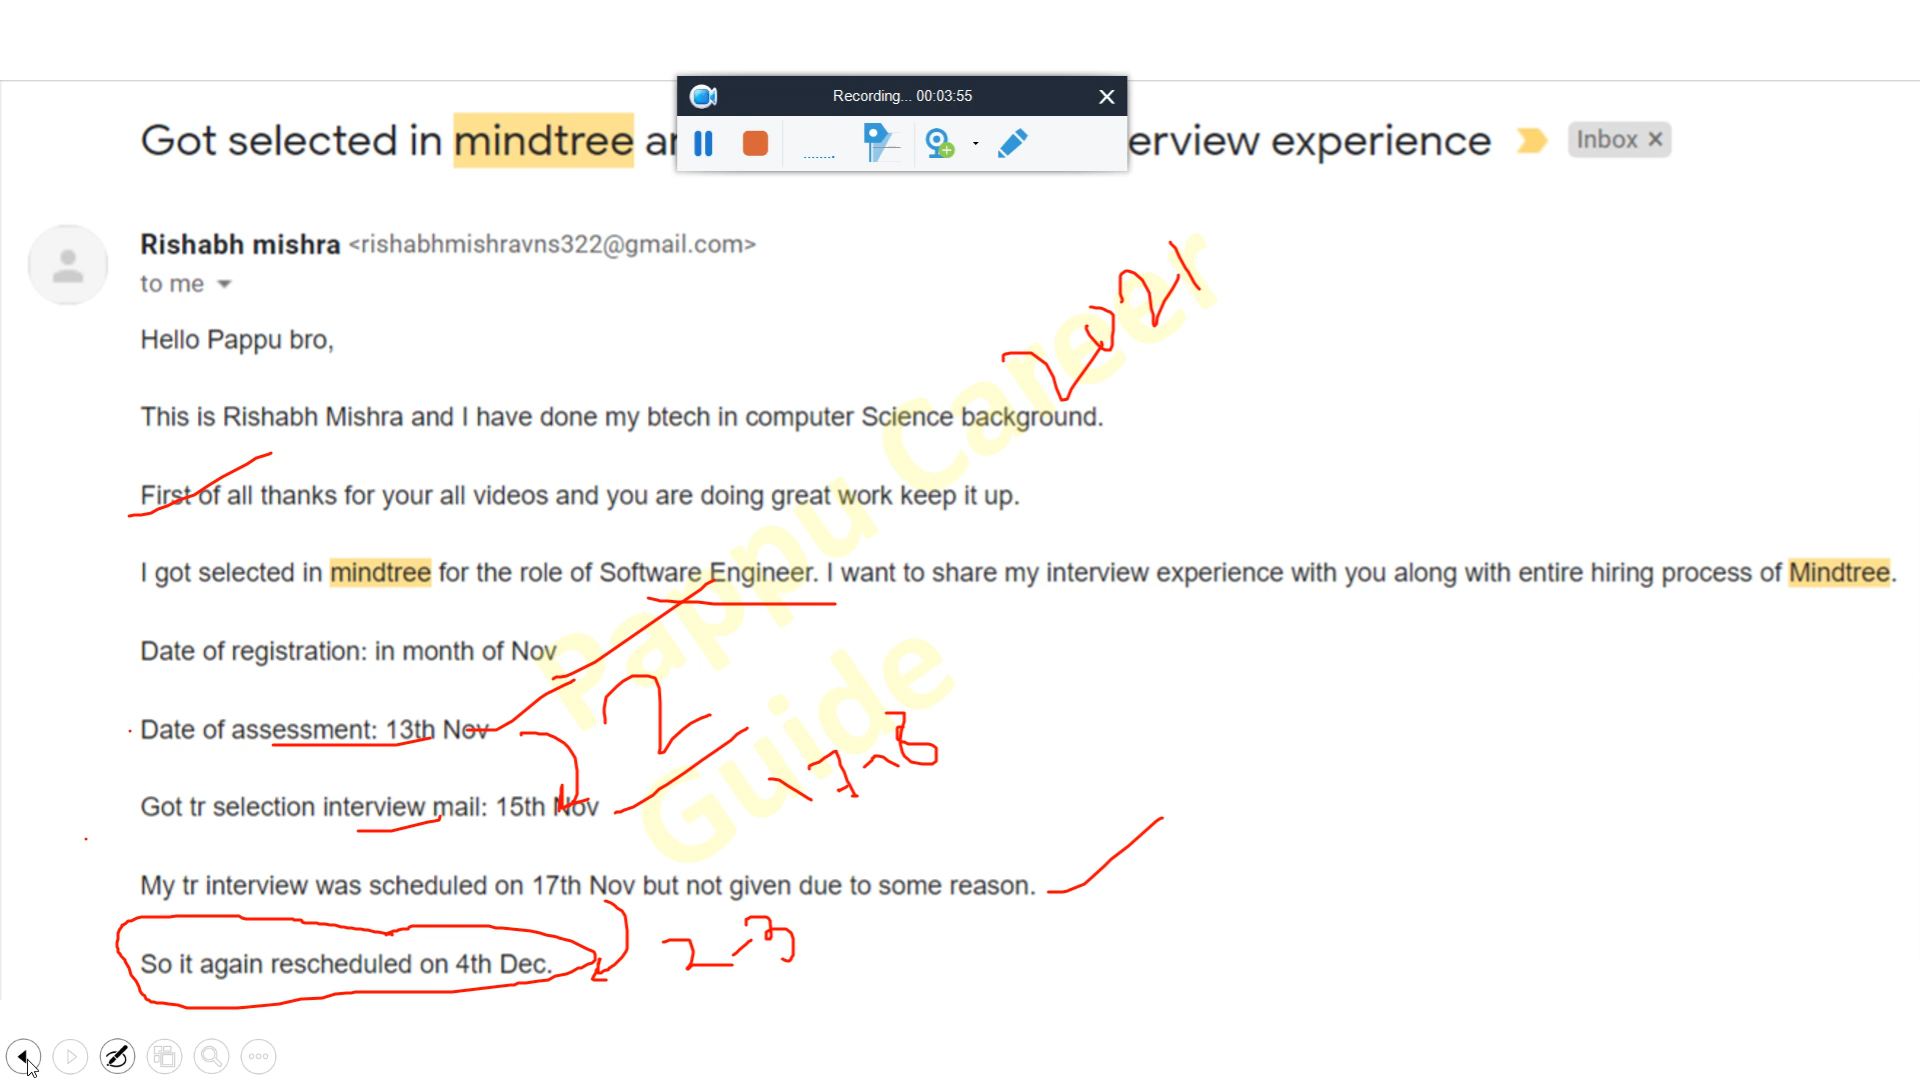 Recording... 00:03:55
Got selected in mindtree erview experience Inbox
Rishabh mishra <rishabhmishravns322@gmail.com>
to me
2021
Hello Pappu bro,
This is Rishabh Mishra and I have done my btech in computer Science background.
First of all thanks for your all videos and you are doing great work keep it up.
I got selected in mindtree for the role of Software Engineer. I want to share my interview experience with you along with entire hiring process of Mindtree.
Date of registration: in month of Nov
Date of assessment: 13th Nov
2
Got tr selection interview mail: 15th Nov
My tr interview was scheduled on 17th Nov but not given due to some reason.
So it again rescheduled on 4th Dec.
2-3
Pappu Career
Guide